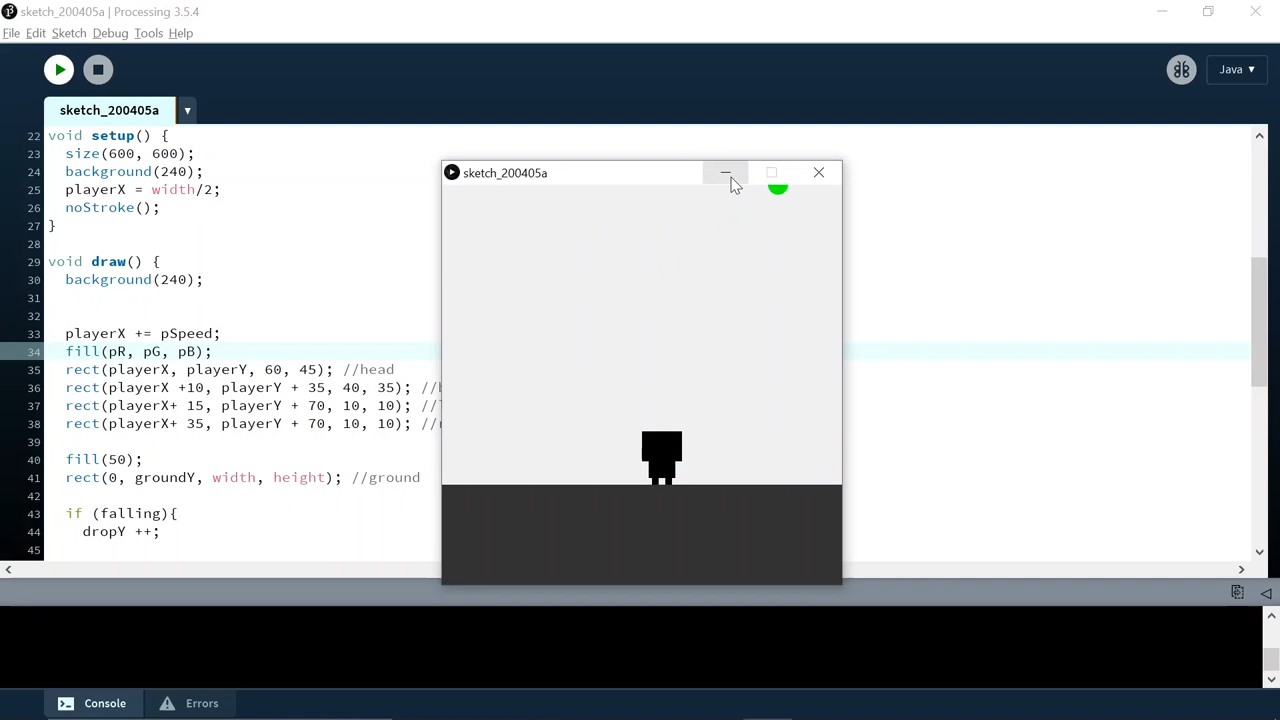 sketch_200405a | Processing 3.5.4
File Edit Sketch Debug Tools Help
Java ▾
sketch_200405a ▾
22 void setup() {
23 size(600, 600);
24 background(240);
25 playerX = width/2;
26 noStroke();
27 }
28
29 void draw() {
30 background(240);
31
32
33 playerX += pSpeed;
34 fill(pR, pG, pB);
35 rect(playerX, playerY, 60, 45); //head
36 rect(playerX +10, playerY + 35, 40, 35); //
37 rect(playerX+ 15, playerY + 70, 10, 10); //
38 rect(playerX+ 35, playerY + 70, 10, 10); //
39
40 fill(50);
41 rect(0, groundY, width, height); //ground
42
43 if (falling){
44 dropY ++;
45
sketch_200405a
Console Errors